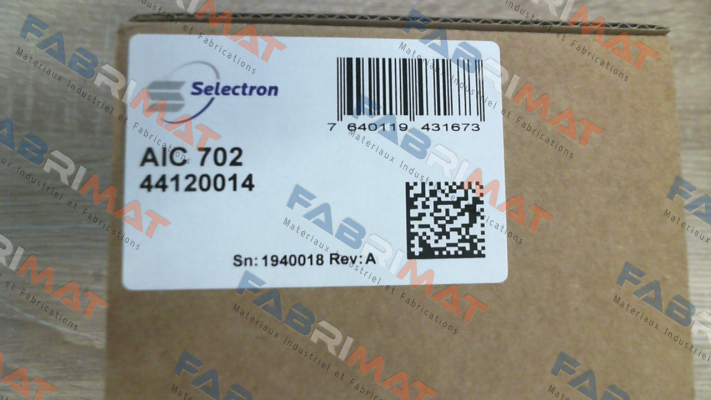 Selectron
7 640119 431673
AIC 702
44120014
Sn: 1940018 Rev: A
FABRIMAT
Materiaux Industriel et Fabrications